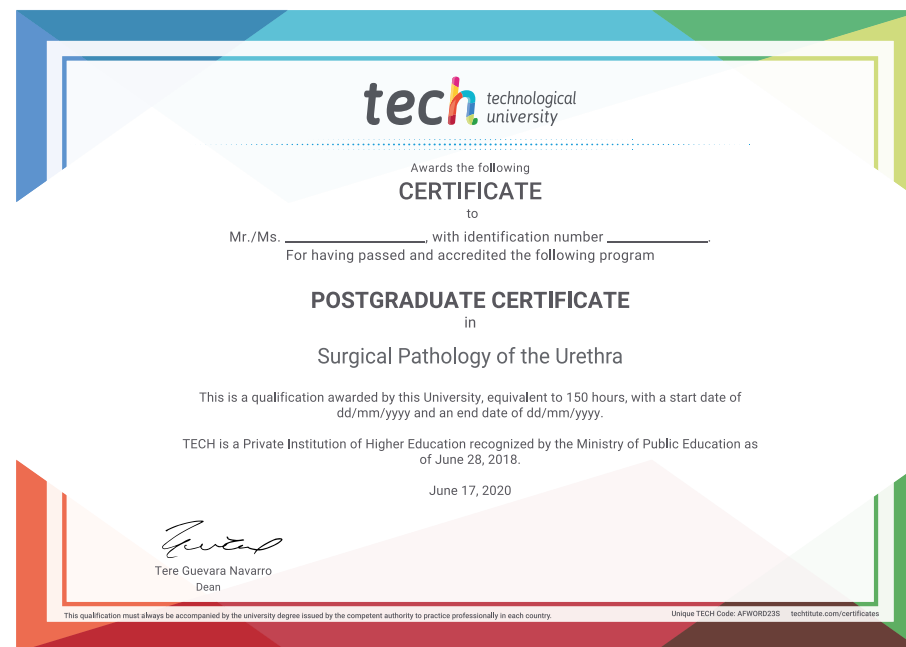 tech technological
university
Awards the following
CERTIFICATE
to
Mr./Ms. ____________________, with identification number ______________.
For having passed and accredited the following program
POSTGRADUATE CERTIFICATE
in
Surgical Pathology of the Urethra
This is a qualification awarded by this University, equivalent to 150 hours, with a start date of
dd/mm/yyyy and an end date of dd/mm/yyyy.
TECH is a Private Institution of Higher Education recognized by the Ministry of Public Education as
of June 28, 2018.
June 17, 2020
Tere Guevara Navarro
Dean
This qualification must always be accompanied by the university degree issued by the competent authority to practice professionally in each country.
Unique TECH Code: AFWORD23S techtitute.com/certificates